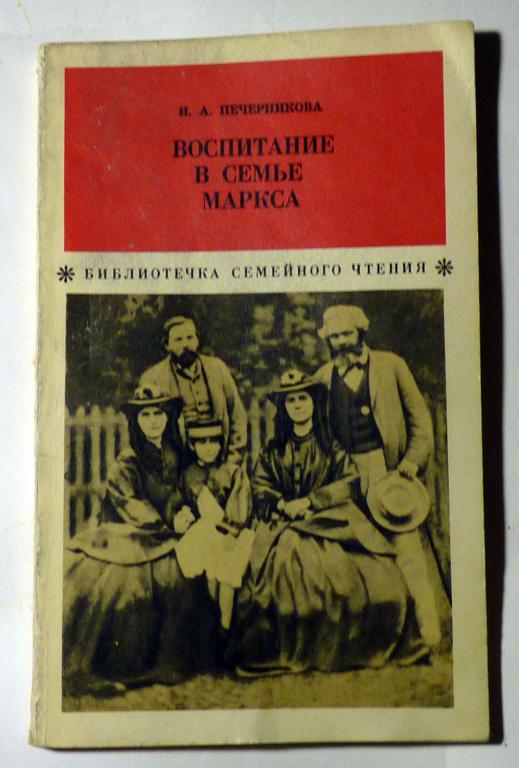 И. А. ПЕЧЕРНИКОВА
ВОСПИТАНИЕ
В СЕМЬЕ
МАРКСА
БИБЛИОТЕЧКА СЕМЕЙНОГО ЧТЕНИЯ